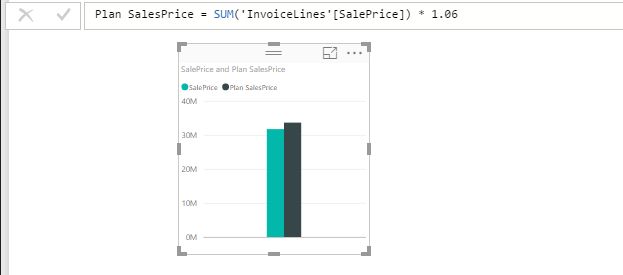 Plan SalesPrice = SUM('InvoiceLines'[SalePrice]) * 1.06
SalePrice and Plan SalesPrice
SalePrice Plan SalesPrice
40M
30M
20M
10M
0M